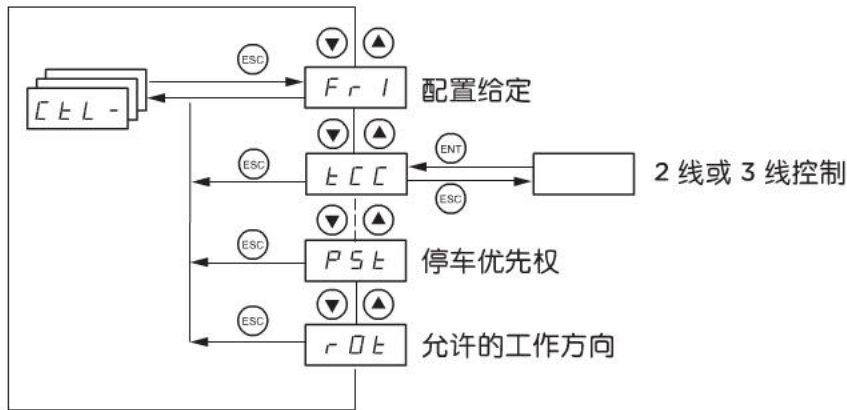 ESC
Fr1 配置给定
CtL-
ENT
ESC tCC 2 线或 3 线控制
ESC
ESC PSt 停车优先权
ESC rOt 允许的工作方向